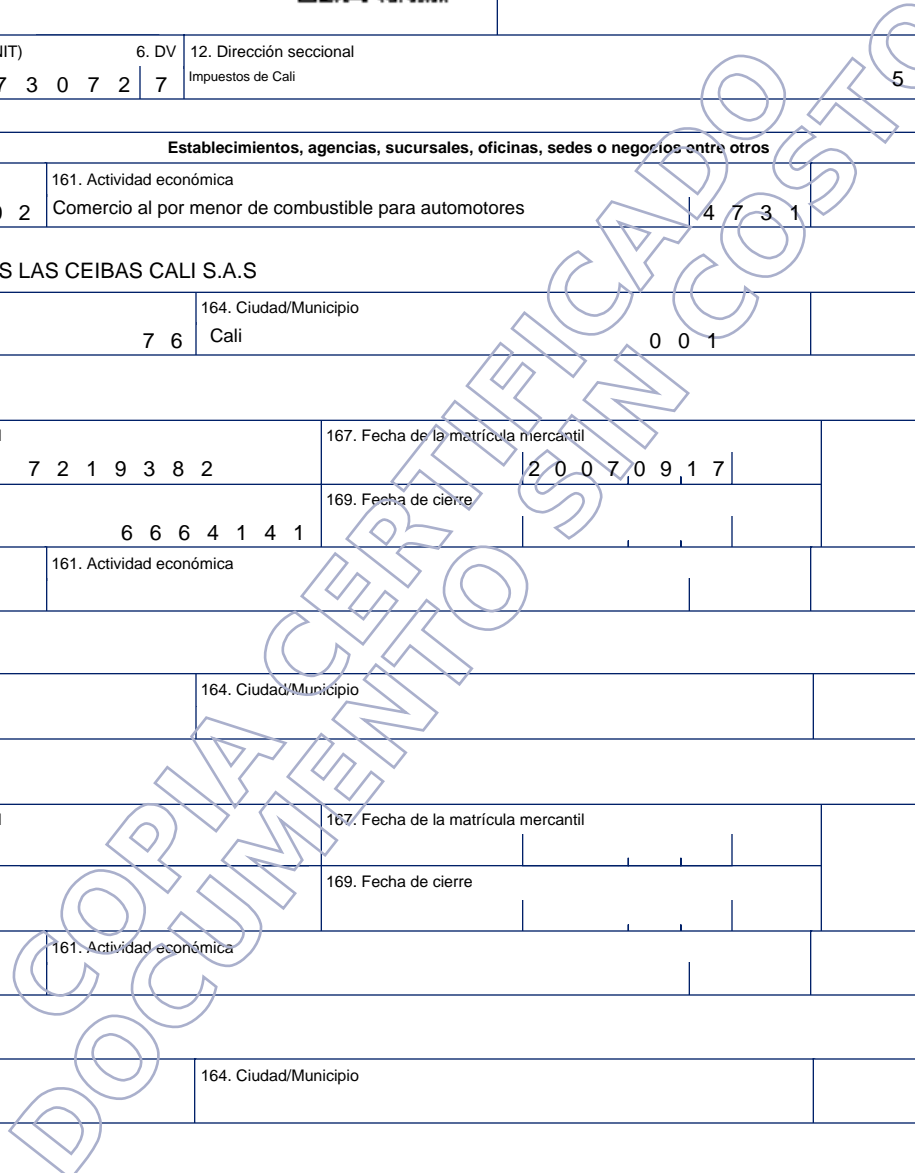 NIT) 6. DV 12. Dirección seccional
7 3 0 7 2 7 Impuestos de Cali 5
Establecimientos, agencias, sucursales, oficinas, sedes o negocios entre otros
161. Actividad económica
2 Comercio al por menor de combustible para automotores 4 7 3 1
S LAS CEIBAS CALI S.A.S
164. Ciudad/Municipio
7 6 Cali 0 0 1
167. Fecha de la matrícula mercantil
7 2 1 9 3 8 2 2 0 0 7 0 9 1 7
169. Fecha de cierre
6 6 6 4 1 4 1
161. Actividad económica
164. Ciudad/Municipio
167. Fecha de la matrícula mercantil
169. Fecha de cierre
161. Actividad económica
164. Ciudad/Municipio
COPIA CERTIFICADO
DOCUMENTO SIN COSTO